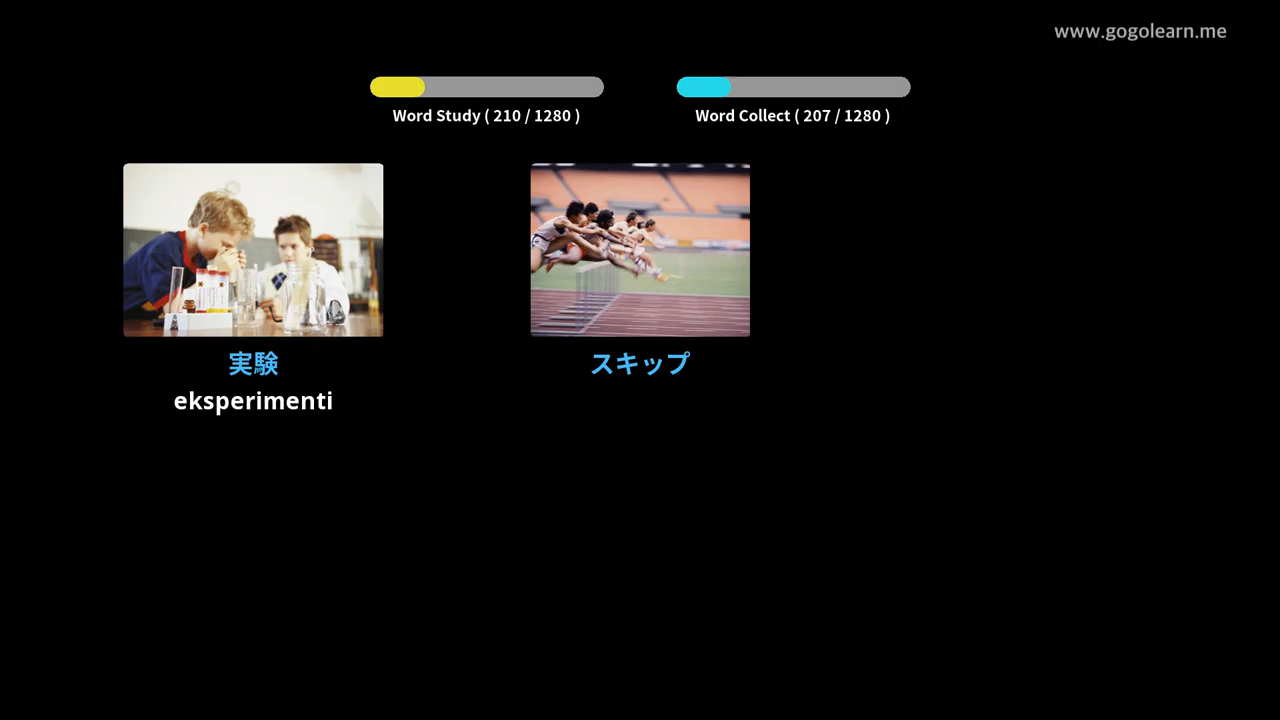 www.gogolearn.me
Word Study ( 210 / 1280 )
Word Collect ( 207 / 1280 )
実験
eksperimenti
スキップ